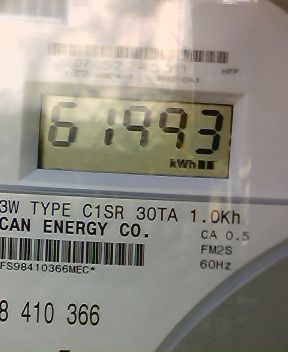 HPP
61993
kWh
3W TYPE C1SR 30TA 1.0Kh
CAN ENERGY CO.
CA 0.5
FM2S
60Hz
FS98410366MEC*
8 410 366